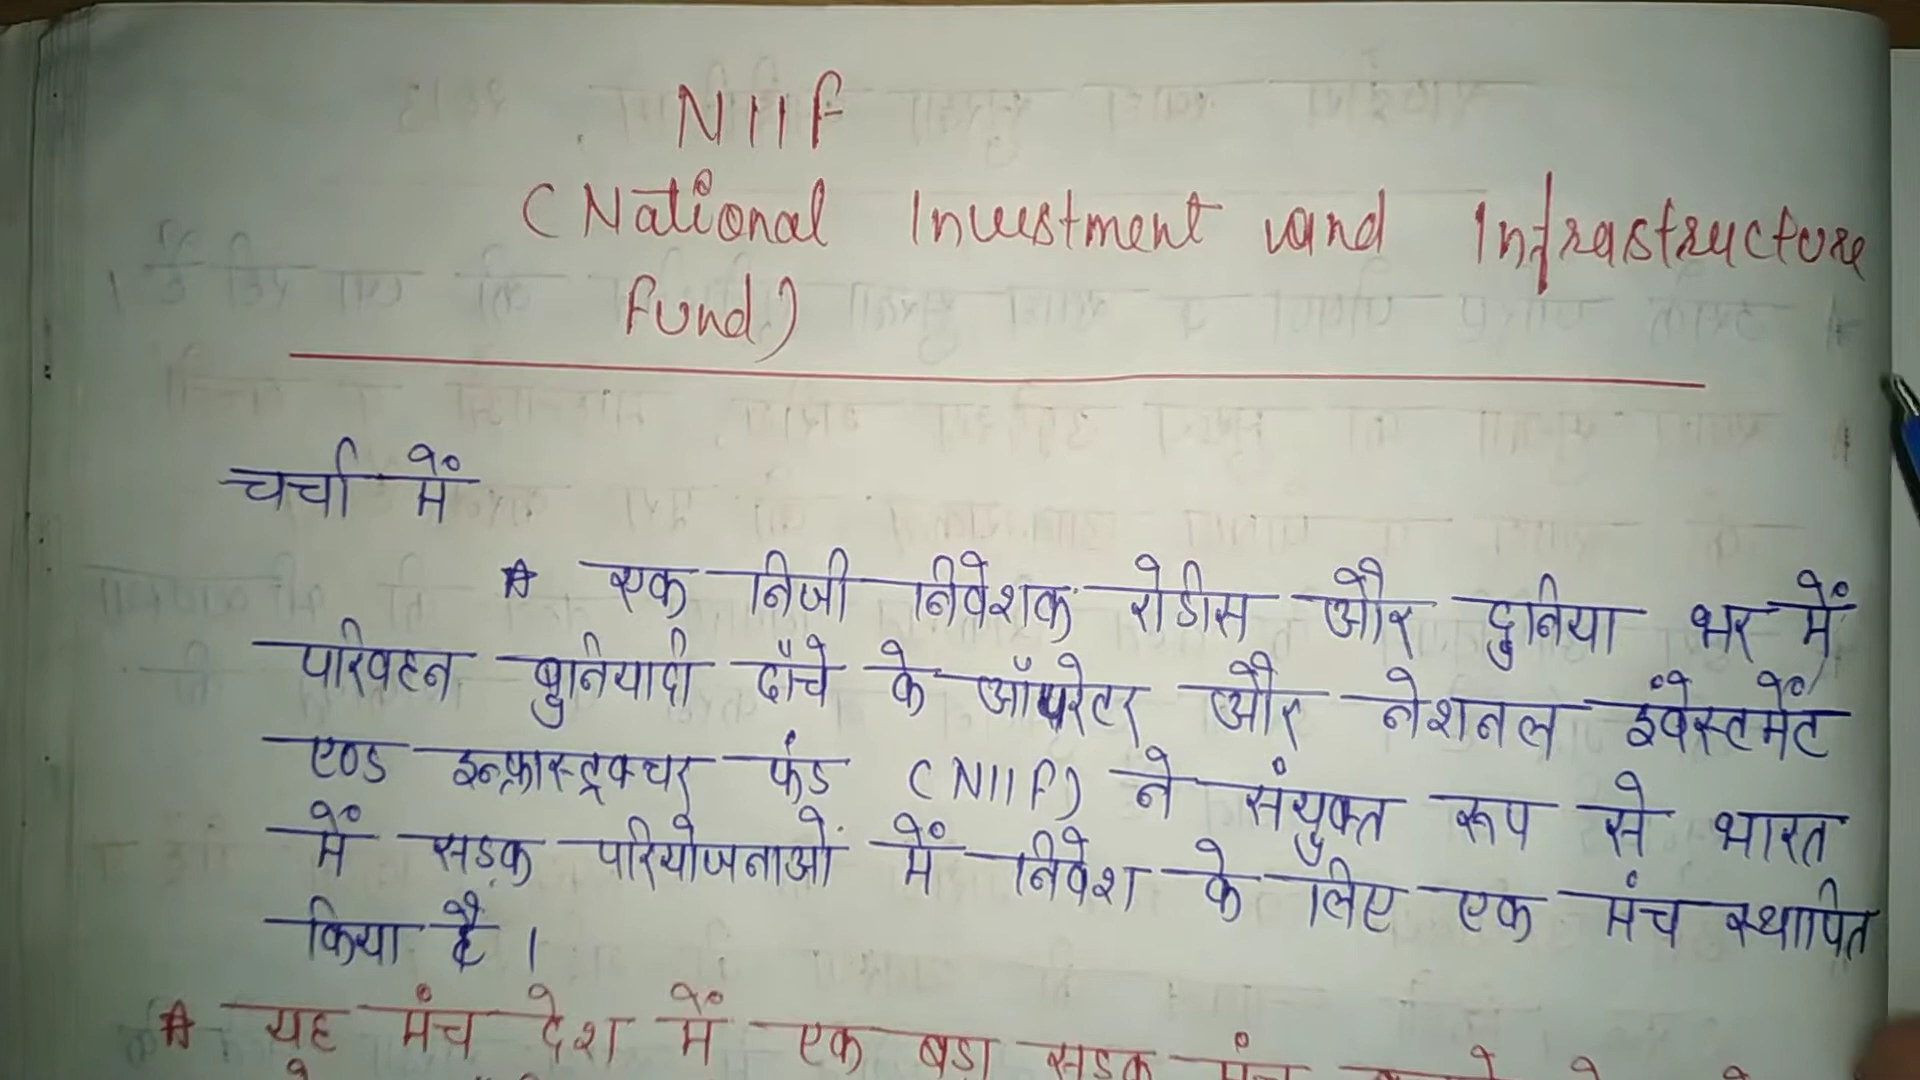 NIIF
(National Investment and Infrastructure
Fund)
चर्चा में
* एक निजी निवेशक रोडीस और दुनिया भर में
परिवहन बुनियादी ढाँचे के ऑपरेटर और नेशनल इंवेस्टमेंट
एण्ड इन्फ्रास्ट्रक्चर फंड (NIIF) ने संयुक्त रूप से भारत
में सड़क परियोजनाओं में निवेश के लिए एक मंच स्थापित
किया है।
* यह मंच देश में एक बडा सडक मंच